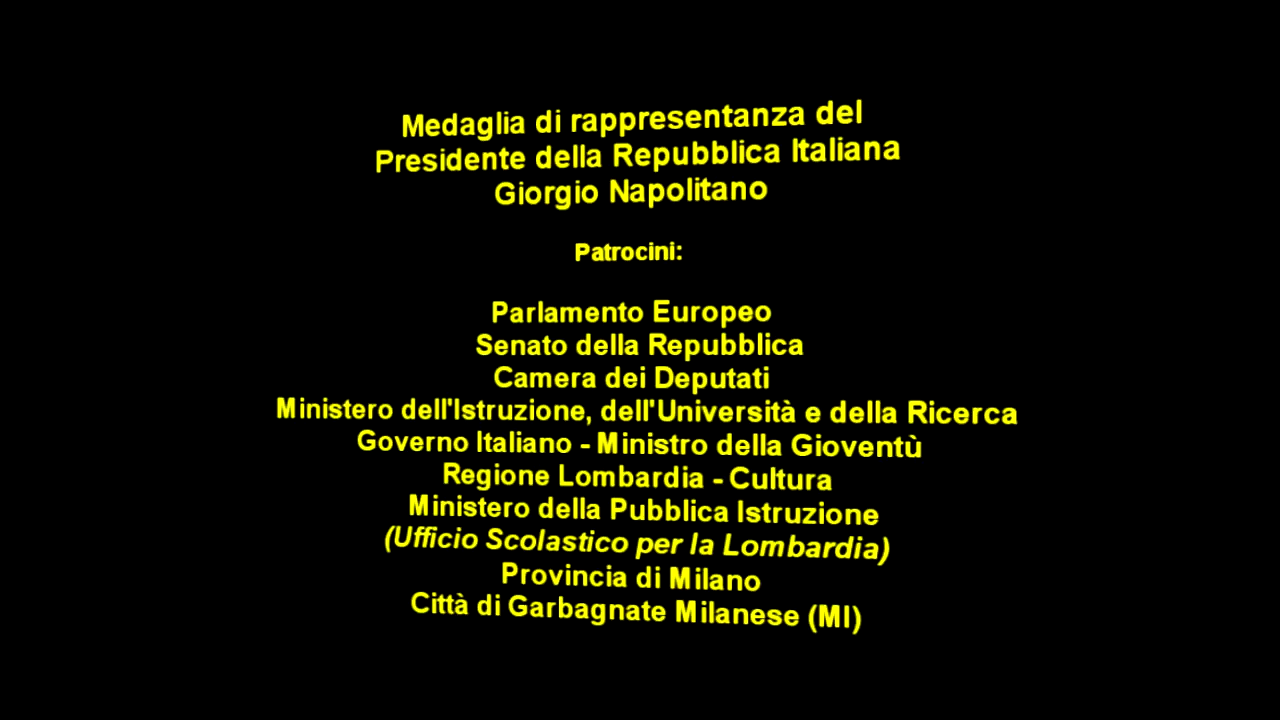 Medaglia di rappresentanza del
Presidente della Repubblica Italiana
Giorgio Napolitano
Patrocini:
Parlamento Europeo
Senato della Repubblica
Camera dei Deputati
Ministero dell'Istruzione, dell'Università e della Ricerca
Governo Italiano - Ministro della Gioventù
Regione Lombardia - Cultura
Ministero della Pubblica Istruzione
(Ufficio Scolastico per la Lombardia)
Provincia di Milano
Città di Garbagnate Milanese (MI)